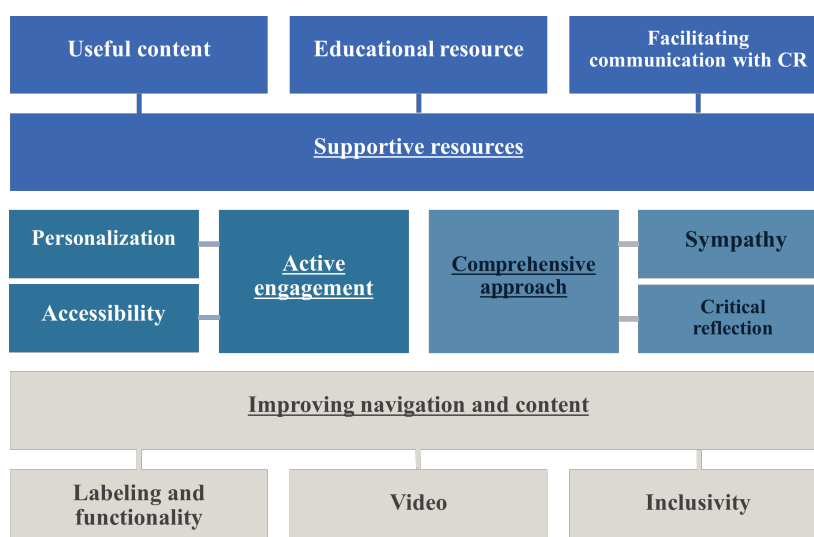 Useful content
Educational resource
Facilitating
communication with CR
Supportive resources
Personalization
Accessibility
Active
engagement
Comprehensive
approach
Sympathy
Critical
reflection
Improving navigation and content
Labeling and
functionality
Video
Inclusivity